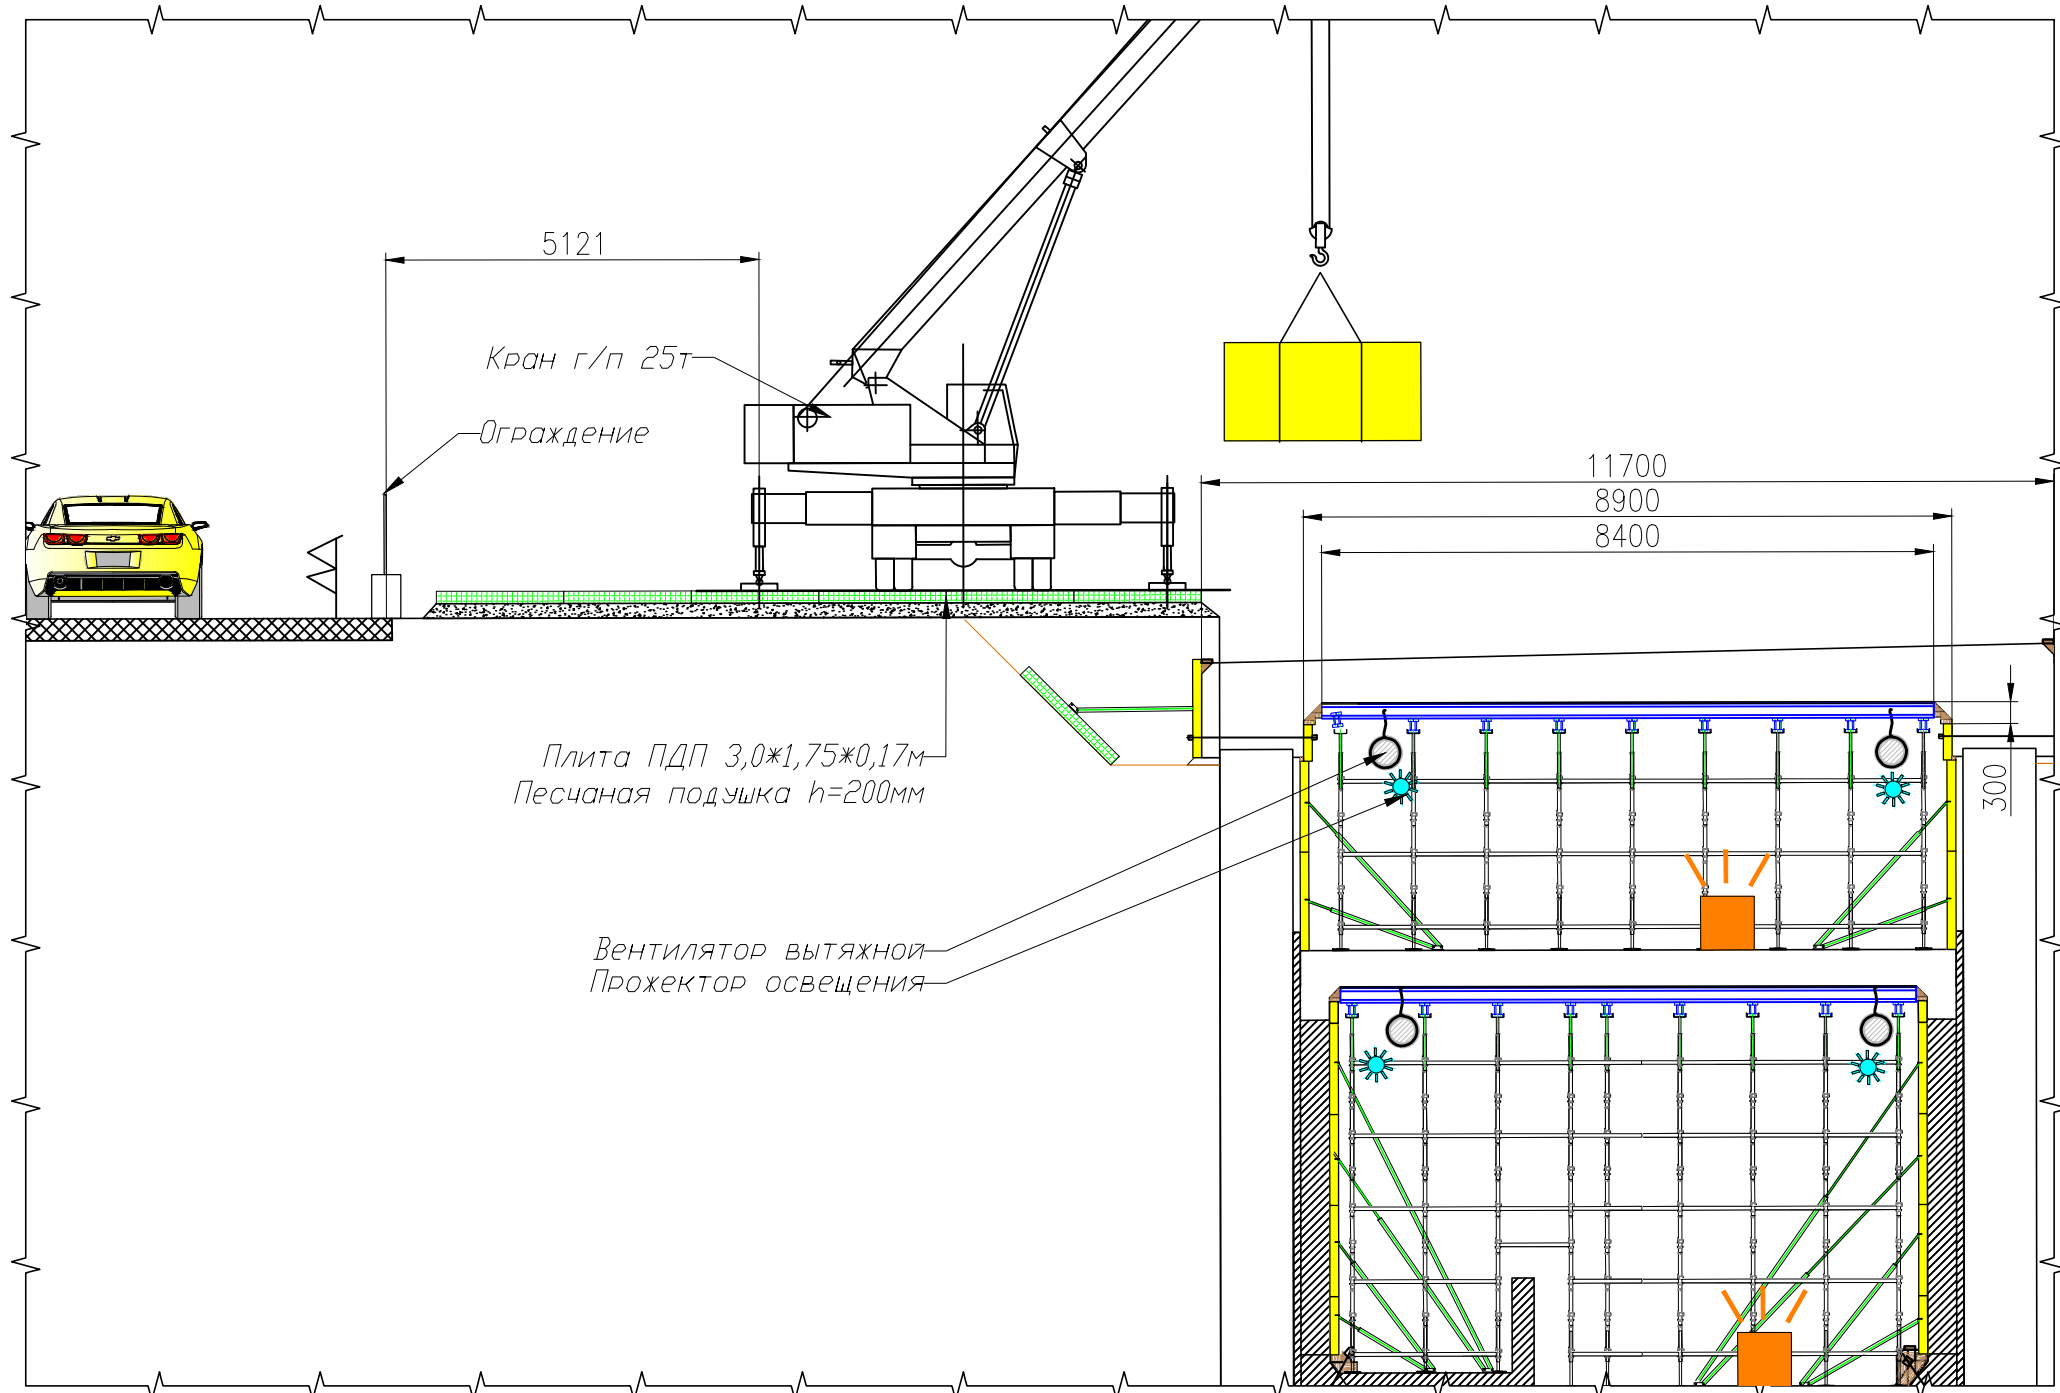 5121
Кран г/п 25т
Ограждение
11700
8900
8400
Плита ПДП 3,0*1,75*0,17м
Песчаная подушка h=200мм
300
Вентилятор вытяжной
Прожектор освещения